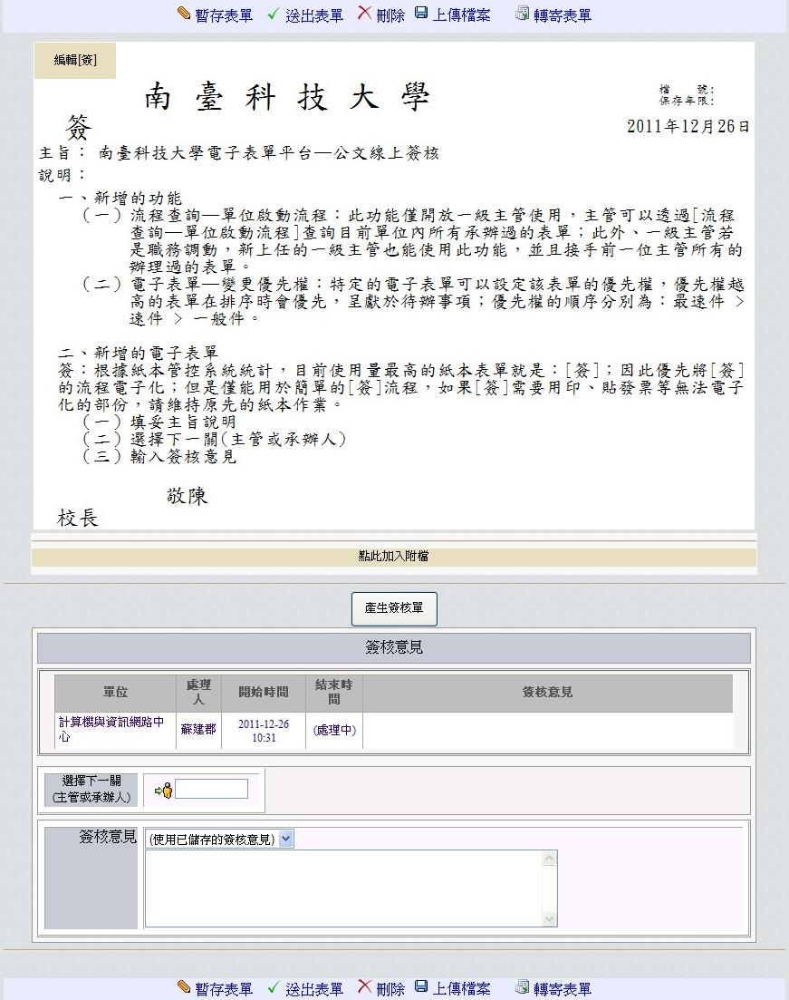 暫存表單 送出表單 刪除 上傳檔案 轉寄表單
編輯[簽]
南臺科技大學
檔　　號:
保存年限:
簽
2011年12月26日
主旨： 南臺科技大學電子表單平台—公文線上簽核
說明：
一、新增的功能
（一）流程查詢—單位啟動流程：此功能僅開放一級主管使用，主管可以透過[流程
查詢—單位啟動流程]查詢目前單位內所有承辦過的表單；此外、一級主管若
是職務調動，新上任的一級主管也能使用此功能，並且接手前一位主管所有的
辦理過的表單。
（二）電子表單—變更優先權：特定的電子表單可以設定該表單的優先權，優先權越
高的表單在排序時會優先，呈獻於待辦事項；優先權的順序分別為：最速件 >
速件 > 一般件。
二、新增的電子表單
簽：根據紙本管控系統統計，目前使用量最高的紙本表單就是：[簽]；因此優先將[簽]
的流程電子化；但是僅能用於簡單的[簽]流程，如果[簽]需要用印、貼發票等無法電子
化的部份，請維持原先的紙本作業。
（一）填妥主旨說明
（二）選擇下一關(主管或承辦人)
（三）輸入簽核意見
敬陳
校長
點此加入附檔
產生簽核單
簽核意見
單位 處理人 開始時間 結束時間 簽核意見
計算機與資訊網路中心 蘇建郡 2011-12-26 10:31 (處理中)
選擇下一關
(主管或承辦人)
簽核意見 (使用已儲存的簽核意見)
暫存表單 送出表單 刪除 上傳檔案 轉寄表單